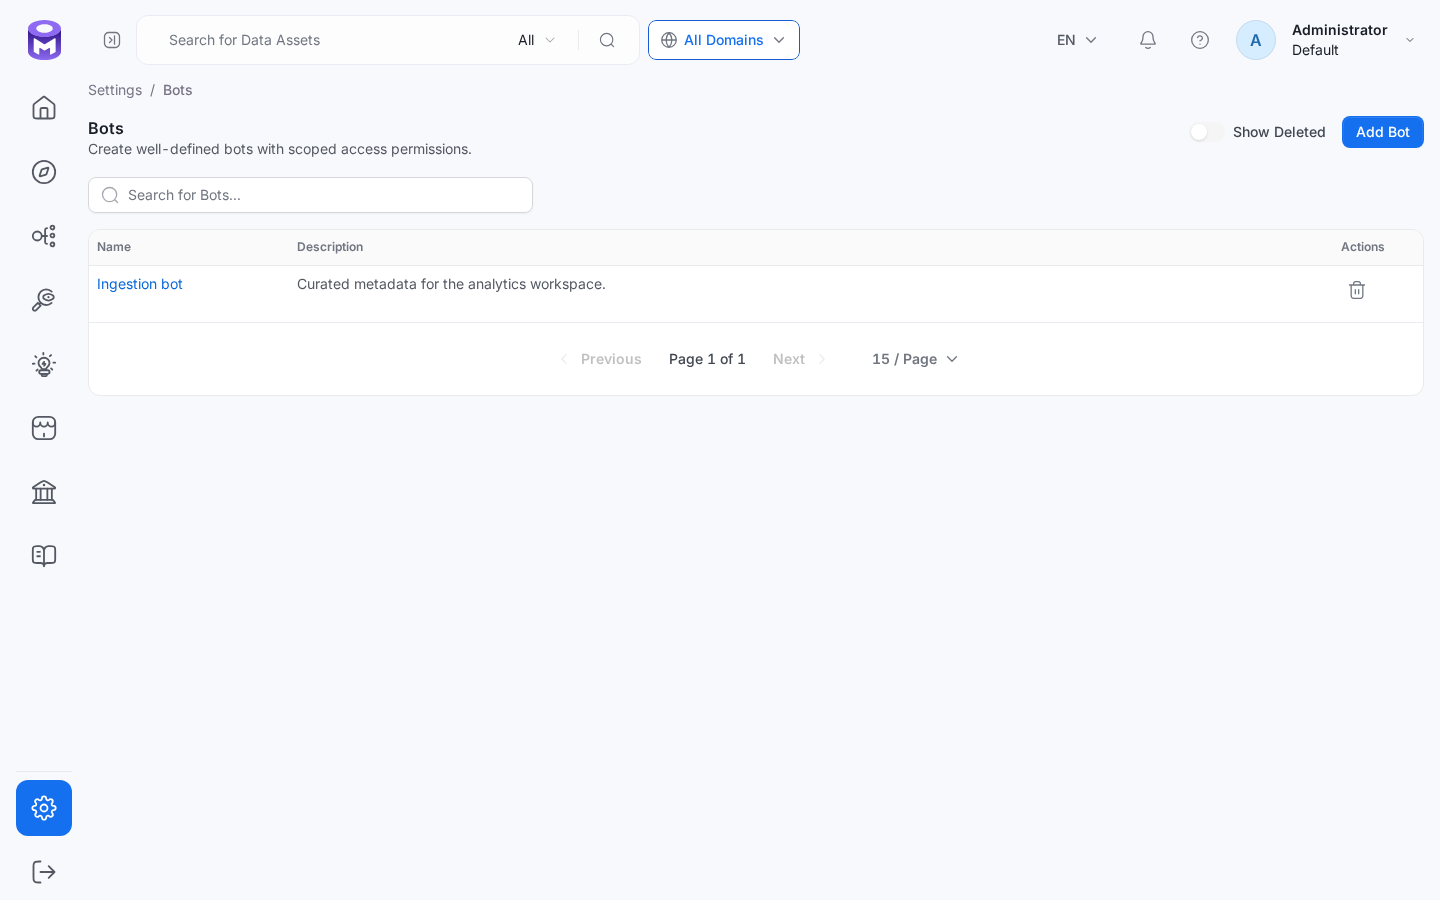 Search for Data Assets
All
All Domains
EN
A
Administrator
Default
Settings / Bots
Bots
Create well-defined bots with scoped access permissions.
Show Deleted
Add Bot
Search for Bots...
Name
Description
Actions
Ingestion bot
Curated metadata for the analytics workspace.
Previous
Page 1 of 1
Next
15 / Page